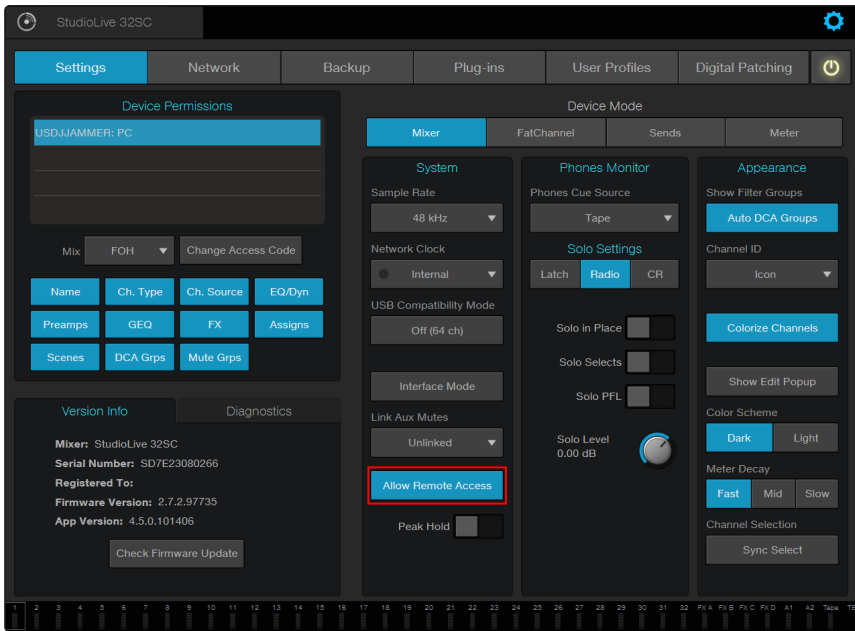 StudioLive 32SC
Settings Network Backup Plug-ins User Profiles Digital Patching
Device Permissions
USDJJAMMER: PC
Mix FOH Change Access Code
Name Ch. Type Ch. Source EQ/Dyn
Preamps GEQ FX Assigns
Scenes DCA Grps Mute Grps
Version Info Diagnostics
Mixer: StudioLive 32SC
Serial Number: SD7E23080266
Registered To:
Firmware Version: 2.7.2.97735
App Version: 4.5.0.101406
Check Firmware Update
Device Mode
Mixer FatChannel Sends Meter
System
Sample Rate
48 kHz
Network Clock
Internal
USB Compatibility Mode
Off (64 ch)
Interface Mode
Link Aux Mutes
Unlinked
Allow Remote Access
Peak Hold
Phones Monitor
Phones Cue Source
Tape
Solo Settings
Latch Radio CR
Solo in Place
Solo Selects
Solo PFL
Solo Level
0.00 dB
Appearance
Show Filter Groups
Auto DCA Groups
Channel ID
Icon
Colorize Channels
Show Edit Popup
Color Scheme
Dark Light
Meter Decay
Fast Mid Slow
Channel Selection
Sync Select
1 2 3 4 5 6 7 8 9 10 11 12 13 14 15 16 17 18 19 20 21 22 23 24 25 26 27 28 29 30 31 32 FX A FX B FX C FX D A1 A2 Tape